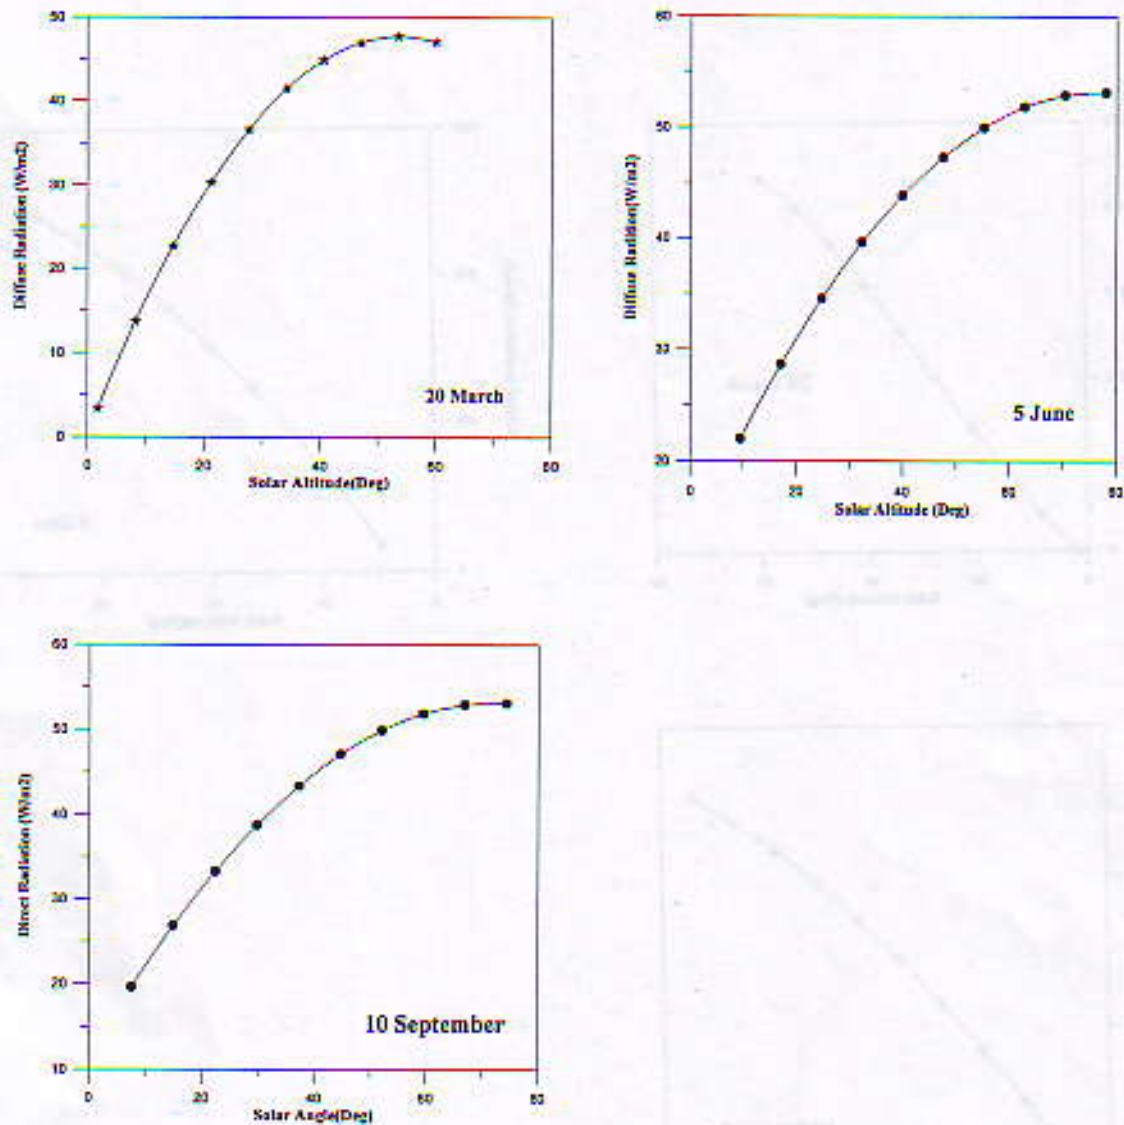 50
40
30
20
10
0
Diffuse Radiation (W/m2)
20 March
0 20 40 60 80
Solar Altitude(Deg)
60
50
40
30
20
Diffuse Radition(W/m2)
5 June
0 20 40 60 80
Solar Altitude (Deg)
60
50
40
30
20
10
Direct Radiation (W/m2)
10 September
0 20 40 60 80
Solar Angle(Deg)